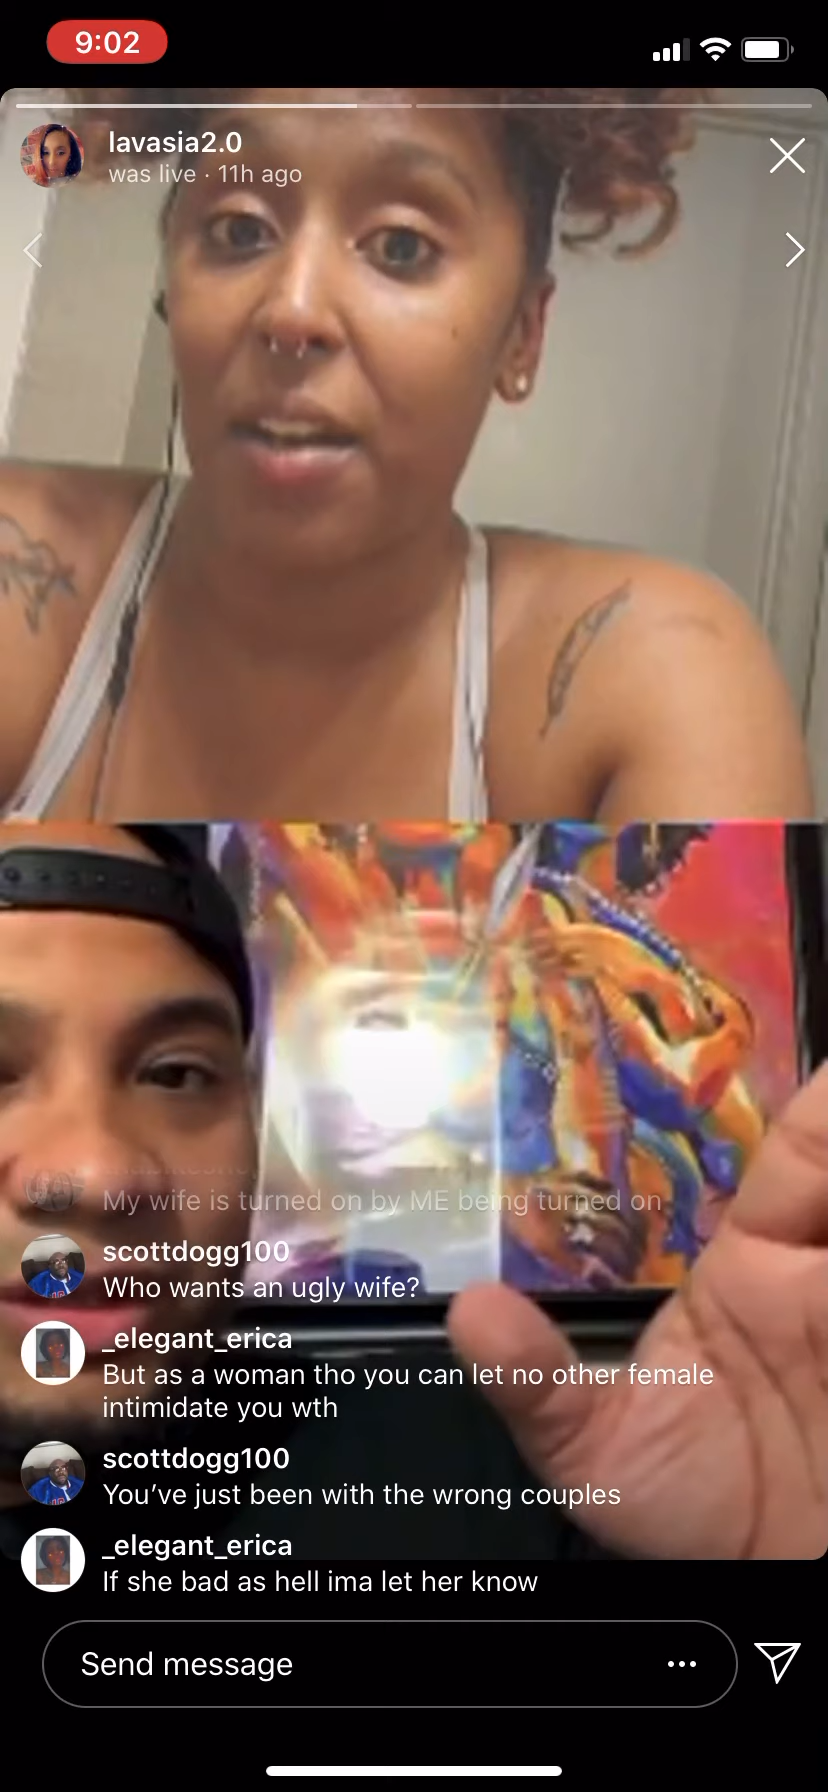 9:02
lavasia2.0
was live · 11h ago
My wife is turned on by ME being turned on
scottdogg100
Who wants an ugly wife?
_elegant_erica
But as a woman tho you can let no other female
intimidate you wth
scottdogg100
You’ve just been with the wrong couples
_elegant_erica
If she bad as hell ima let her know
Send message